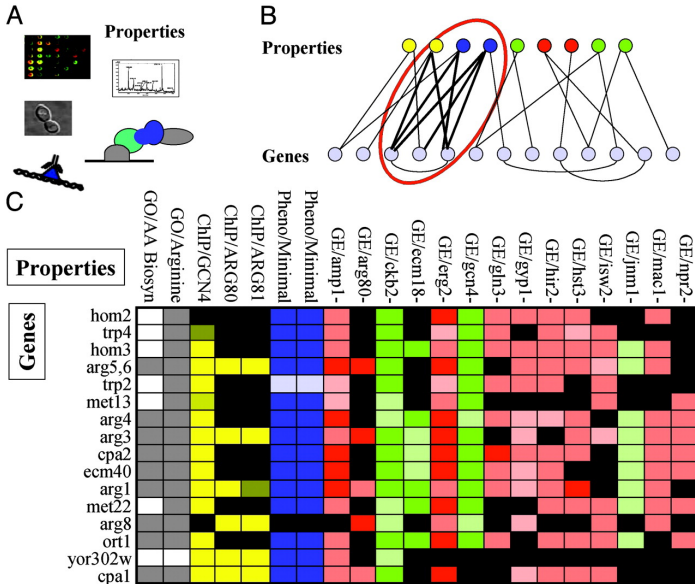 A
Properties
B
Properties
Genes
C
Properties
Genes
GO/AA Biosyn
GO/Arginine
ChIP/GCN4
ChIP/ARG80
ChIP/ARG81
Pheno/Minimal
Pheno/Minimal
GE/amp1-
GE/arg80-
GE/ckb2-
GE/ecm18-
GE/erg2-
GE/gcn4-
GE/gln3-
GE/gyp1-
GE/hir2-
GE/hst3-
GE/isw2-
GE/jnm1-
GE/mac1-
GE/npr2-
hom2
trp4
hom3
arg5,6
trp2
met13
arg4
arg3
cpa2
ecm40
arg1
met22
arg8
ort1
yor302w
cpa1